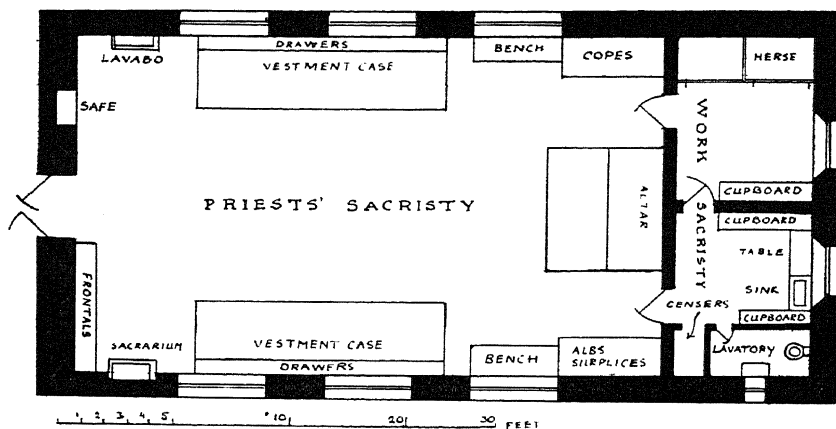 LAVABO
DRAWERS
VESTMENT CASE
BENCH
COPES
HERSE
SAFE
WORK SACRISTY
CUPBOARD
CUPBOARD
PRIESTS' SACRISTY
ALTAR
TABLE
SINK
CENSERS
CUPBOARD
FRONTALS
SACRARIUM
VESTMENT CASE
DRAWERS
BENCH
ALBS
SURPLICES
LAVATORY
1 2 3 4 5 10 20 30 FEET